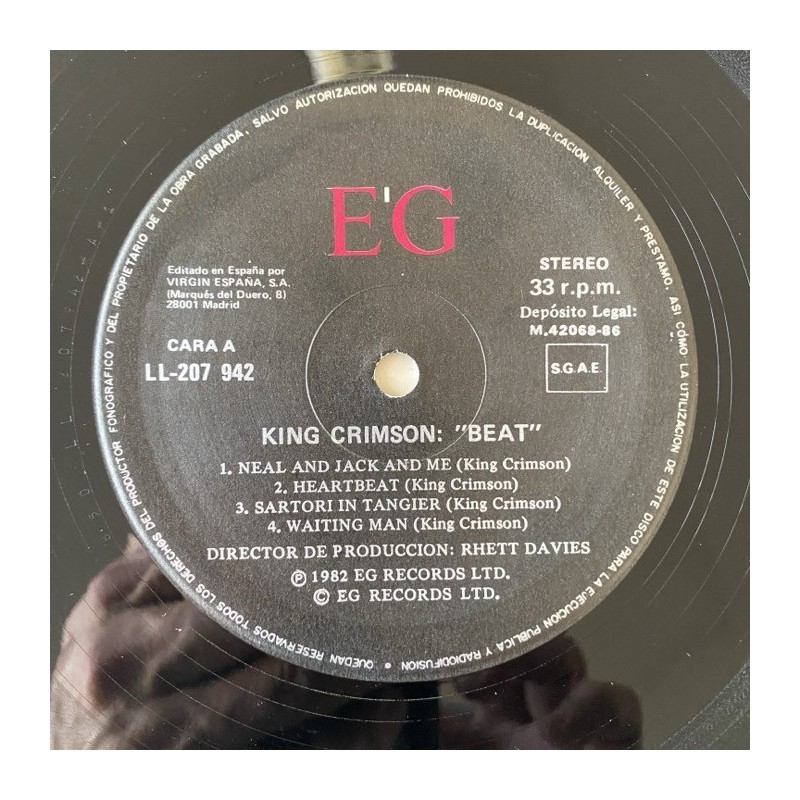 QUEDAN RESERVADOS TODOS LOS DERECHOS DEL PRODUCTOR FONOGRAFICO Y DEL PROPIETARIO DE LA OBRA GRABADA, SALVO AUTORIZACION QUEDAN PROHIBIDOS LA DUPLICACION ALQUILER Y PRESTAMO, ASI CÓMO LA UTILIZACION DE ESTE DISCO PARA LA EJECUCION PUBLICA Y RADIODIFUSION •
E'G
Editado en España por
VIRGIN ESPAÑA, S.A.
(Marqués del Duero, 8)
28001 Madrid
STEREO
33 r.p.m.
Depósito Legal:
M.42068-86
CARA A
LL-207 942
S.G.A.E.
KING CRIMSON: "BEAT"
1. NEAL AND JACK AND ME (King Crimson)
2. HEARTBEAT (King Crimson)
3. SARTORI IN TANGIER (King Crimson)
4. WAITING MAN (King Crimson)
DIRECTOR DE PRODUCCION: RHETT DAVIES
Ⓟ 1982 EG RECORDS LTD.
© EG RECORDS LTD.